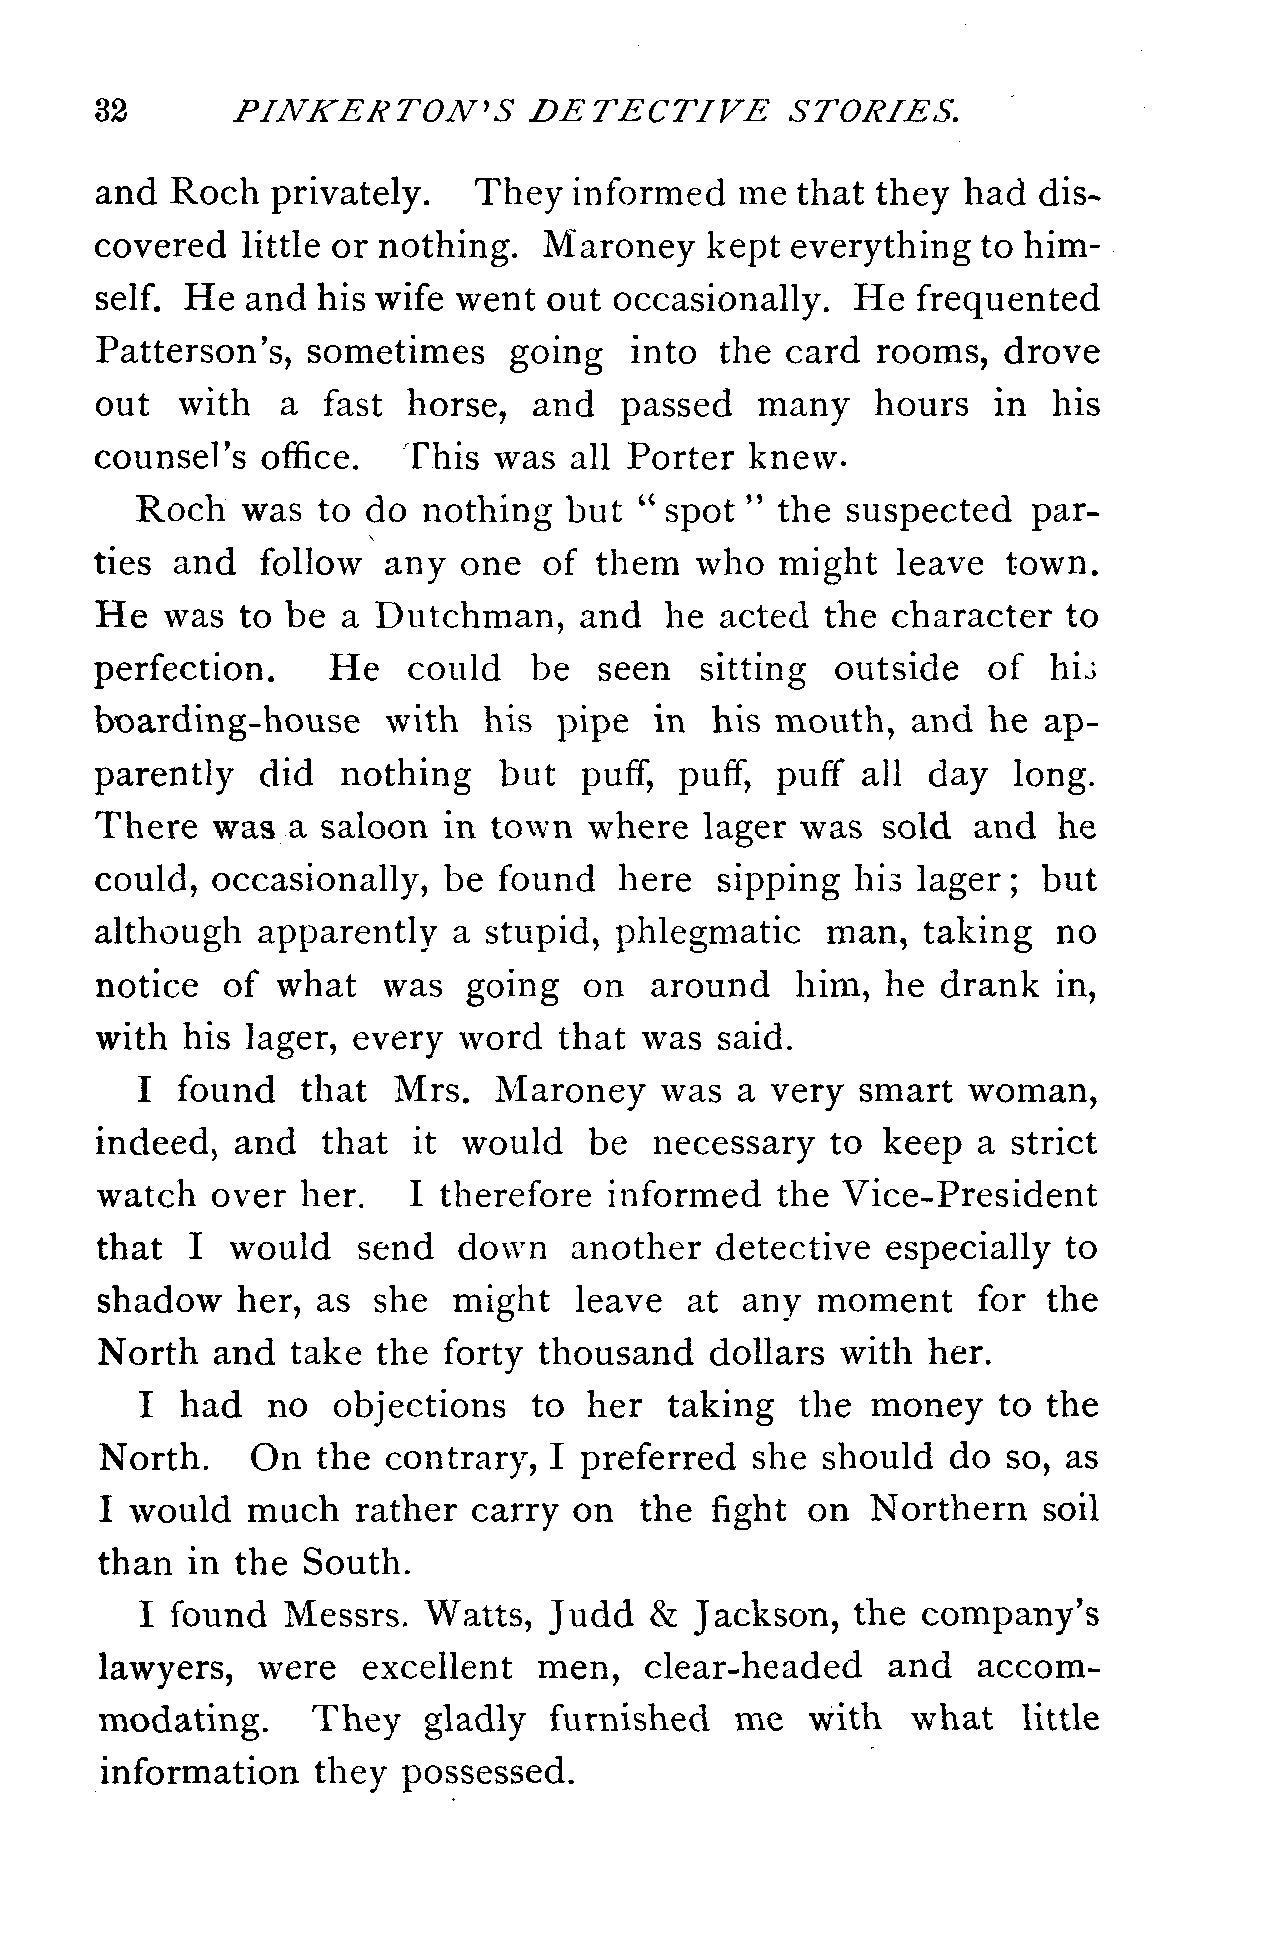 32 PINKERTON'S DETECTIVE STORIES.
and Roch privately. They informed me that they had dis-
covered little or nothing. Maroney kept everything to him-
self. He and his wife went out occasionally. He frequented
Patterson's, sometimes going into the card rooms, drove
out with a fast horse, and passed many hours in his
counsel's office. This was all Porter knew.
Roch was to do nothing but "spot" the suspected par-
ties and follow any one of them who might leave town.
He was to be a Dutchman, and he acted the character to
perfection. He could be seen sitting outside of his
boarding-house with his pipe in his mouth, and he ap-
parently did nothing but puff, puff, puff all day long.
There was a saloon in town where lager was sold and he
could, occasionally, be found here sipping his lager; but
although apparently a stupid, phlegmatic man, taking no
notice of what was going on around him, he drank in,
with his lager, every word that was said.
I found that Mrs. Maroney was a very smart woman,
indeed, and that it would be necessary to keep a strict
watch over her. I therefore informed the Vice-President
that I would send down another detective especially to
shadow her, as she might leave at any moment for the
North and take the forty thousand dollars with her.
I had no objections to her taking the money to the
North. On the contrary, I preferred she should do so, as
I would much rather carry on the fight on Northern soil
than in the South.
I found Messrs. Watts, Judd & Jackson, the company's
lawyers, were excellent men, clear-headed and accom-
modating. They gladly furnished me with what little
information they possessed.